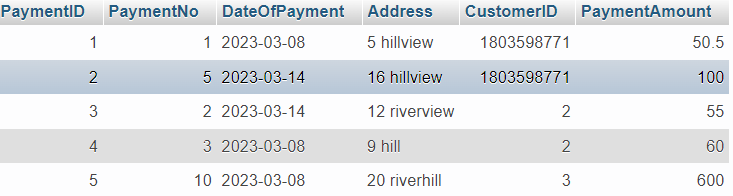 PaymentID PaymentNo DateOfPayment Address CustomerID PaymentAmount
1 1 2023-03-08 5 hillview 1803598771 50.5
2 5 2023-03-14 16 hillview 1803598771 100
3 2 2023-03-14 12 riverview 2 55
4 3 2023-03-08 9 hill 2 60
5 10 2023-03-08 20 riverhill 3 600